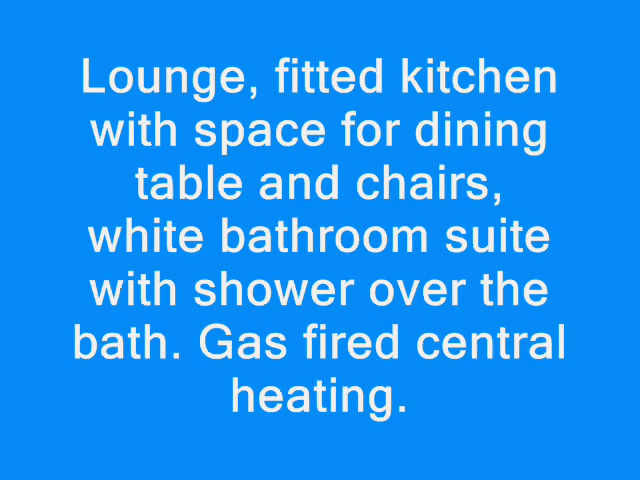 Lounge, fitted kitchen
with space for dining
table and chairs,
white bathroom suite
with shower over the
bath. Gas fired central
heating.